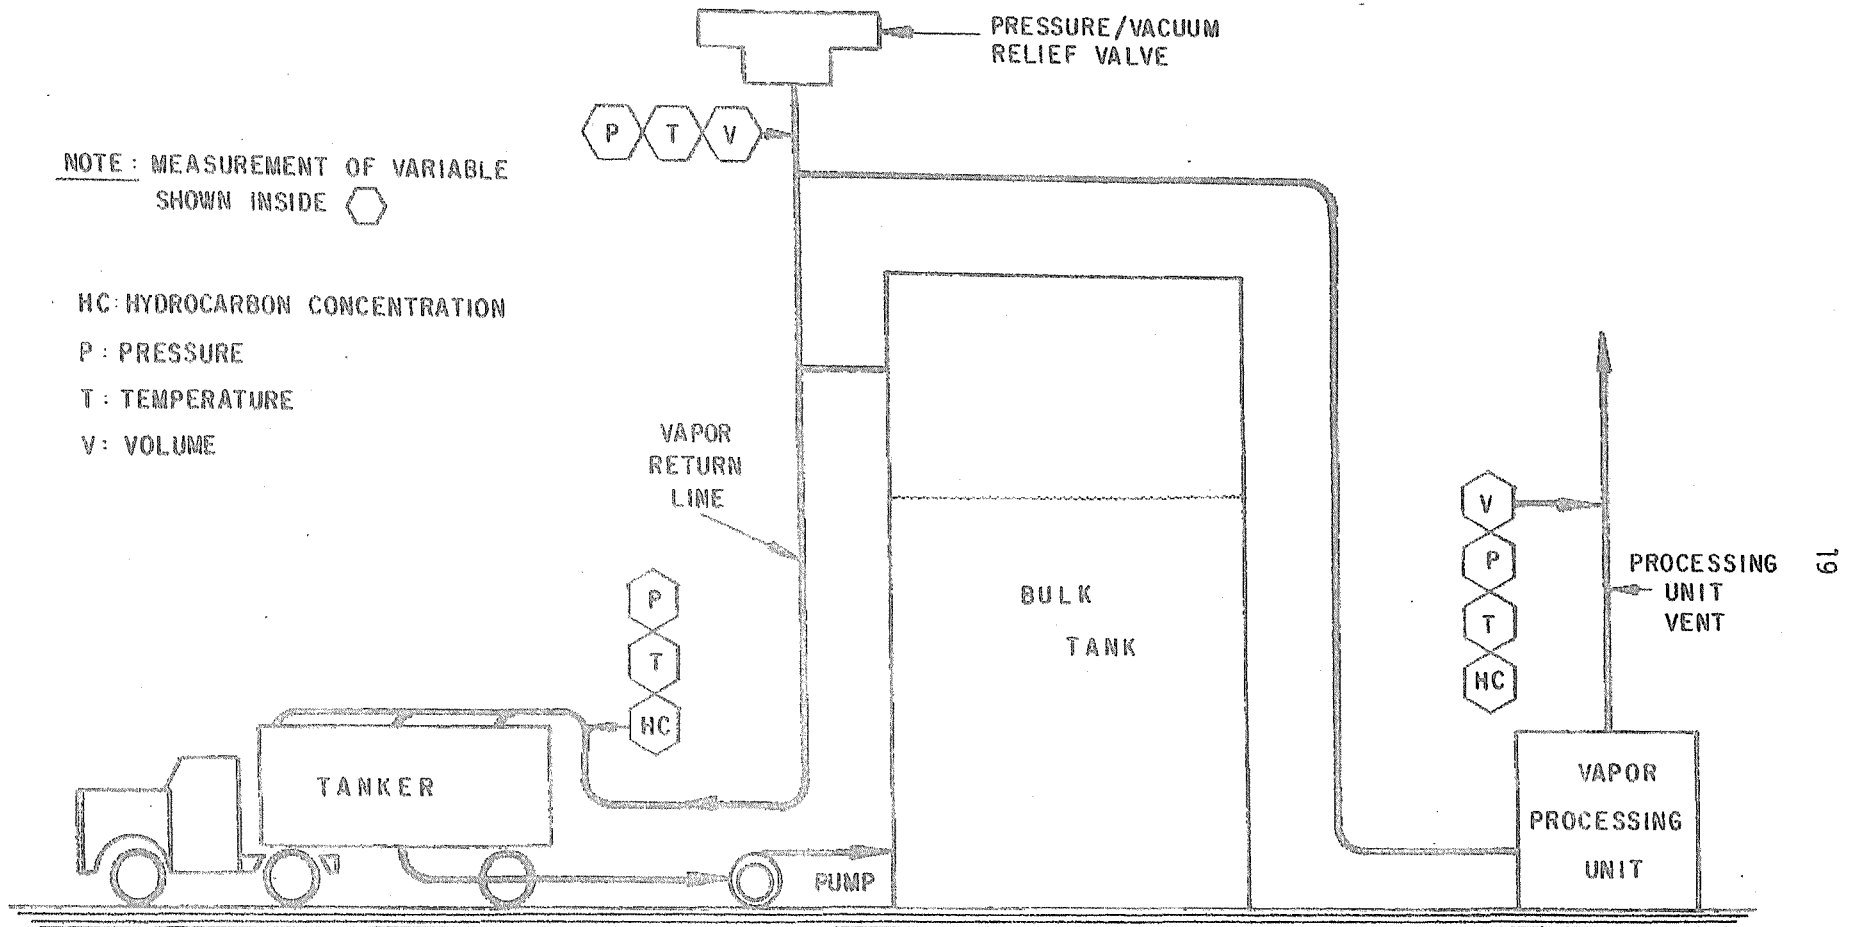 PRESSURE/VACUUM
RELIEF VALVE
P T V
NOTE: MEASUREMENT OF VARIABLE
SHOWN INSIDE
HC: HYDROCARBON CONCENTRATION
P: PRESSURE
T: TEMPERATURE
V: VOLUME
VAPOR
RETURN
LINE
P
T
HC
BULK
TANK
V
P
T
HC
PROCESSING
UNIT
VENT
19
TANKER
PUMP
VAPOR
PROCESSING
UNIT